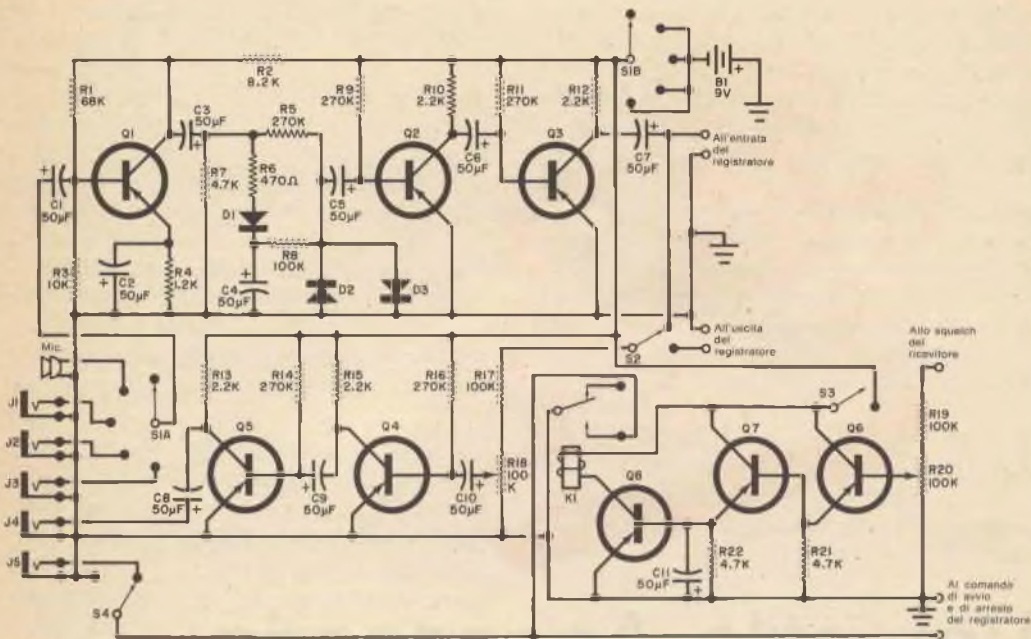 R1
68K
R2
8.2K
R9
270K
R10
2.2K
R11
270K
R12
2.2K
S1B
B1
9V
+
Q1
C3
50µF
R5
270K
Q2
C6
50µF
Q3
C7
50µF
All'entrata
del
registratore
C1
50µF
R7
4.7K
R6
470Ω
D1
C5
50µF
R8
100K
R3
10K
C2
50µF
R4
1.2K
C4
50µF
D2
D3
Mic.
J1
J2
J3
J4
J5
S1A
R13
2.2K
R14
270K
R15
2.2K
R16
270K
R17
100K
S2
All'uscita
del
registratore
Allo squelch
del
ricevitore
S3
R19
100K
Q5
Q4
R18
100
K
K1
Q7
Q6
R20
100K
C8
50µF
C9
50µF
C10
50µF
Q8
C11
50µF
R22
4.7K
R21
4.7K
S4
Al comando
di avvio
e di arresto
del registratore